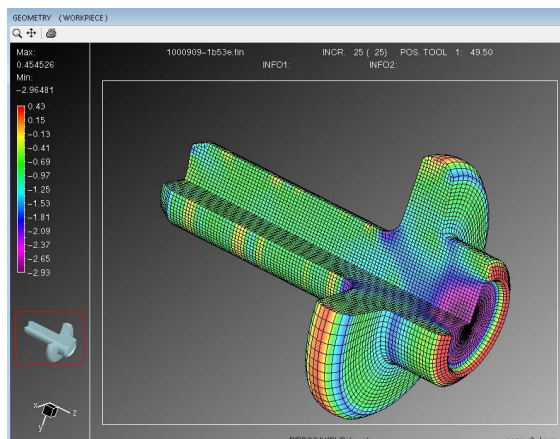 GEOMETRY (WORKPIECE)
Max:
0.454526
Min:
-2.96481
1000909-1b53e.fin INCR. 25 ( 25) POS. TOOL 1: 49.50
INFO1: INFO2:
0.43
0.15
-0.13
-0.41
-0.69
-0.97
-1.25
-1.53
-1.81
-2.09
-2.37
-2.65
-2.93
x
z
y